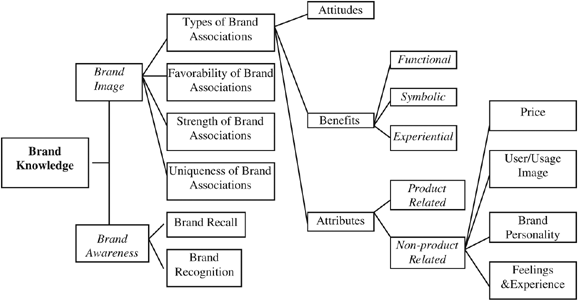 Brand
Knowledge
Brand
Image
Brand
Awareness
Types of Brand
Associations
Favorability of Brand
Associations
Strength of Brand
Associations
Uniqueness of Brand
Associations
Brand Recall
Brand
Recognition
Attitudes
Benefits
Attributes
Functional
Symbolic
Experiential
Product
Related
Non-product
Related
Price
User/Usage
Image
Brand
Personality
Feelings
&Experience